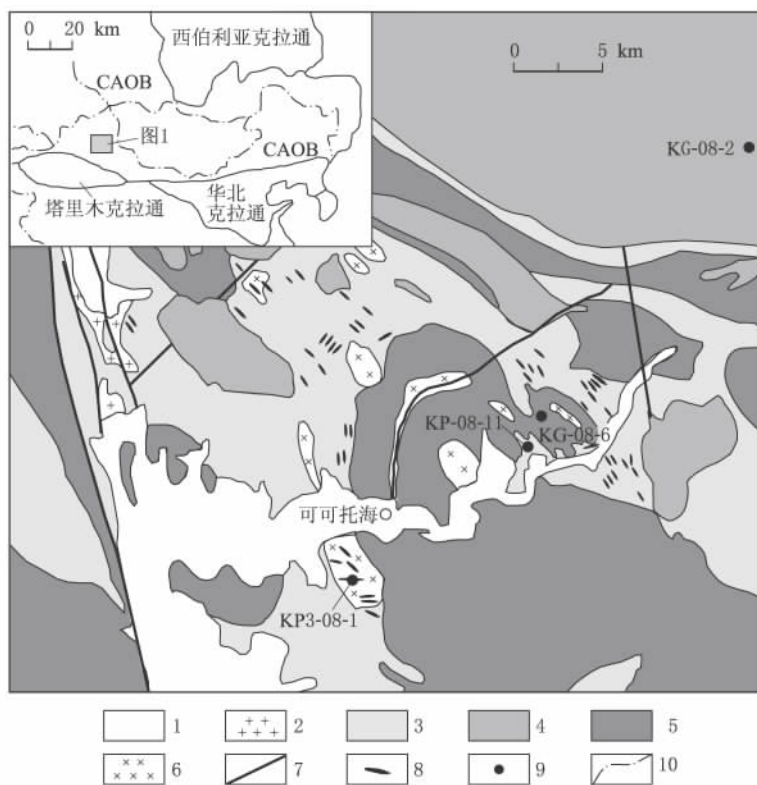 0 20 km
西伯利亚克拉通
CAOB
图1
CAOB
塔里木克拉通
华北
克拉通
0 5 km
KG-08-2
KP-08-11
KG-08-6
可可托海
KP3-08-1
1 2 3 4 5
6 7 8 9 10